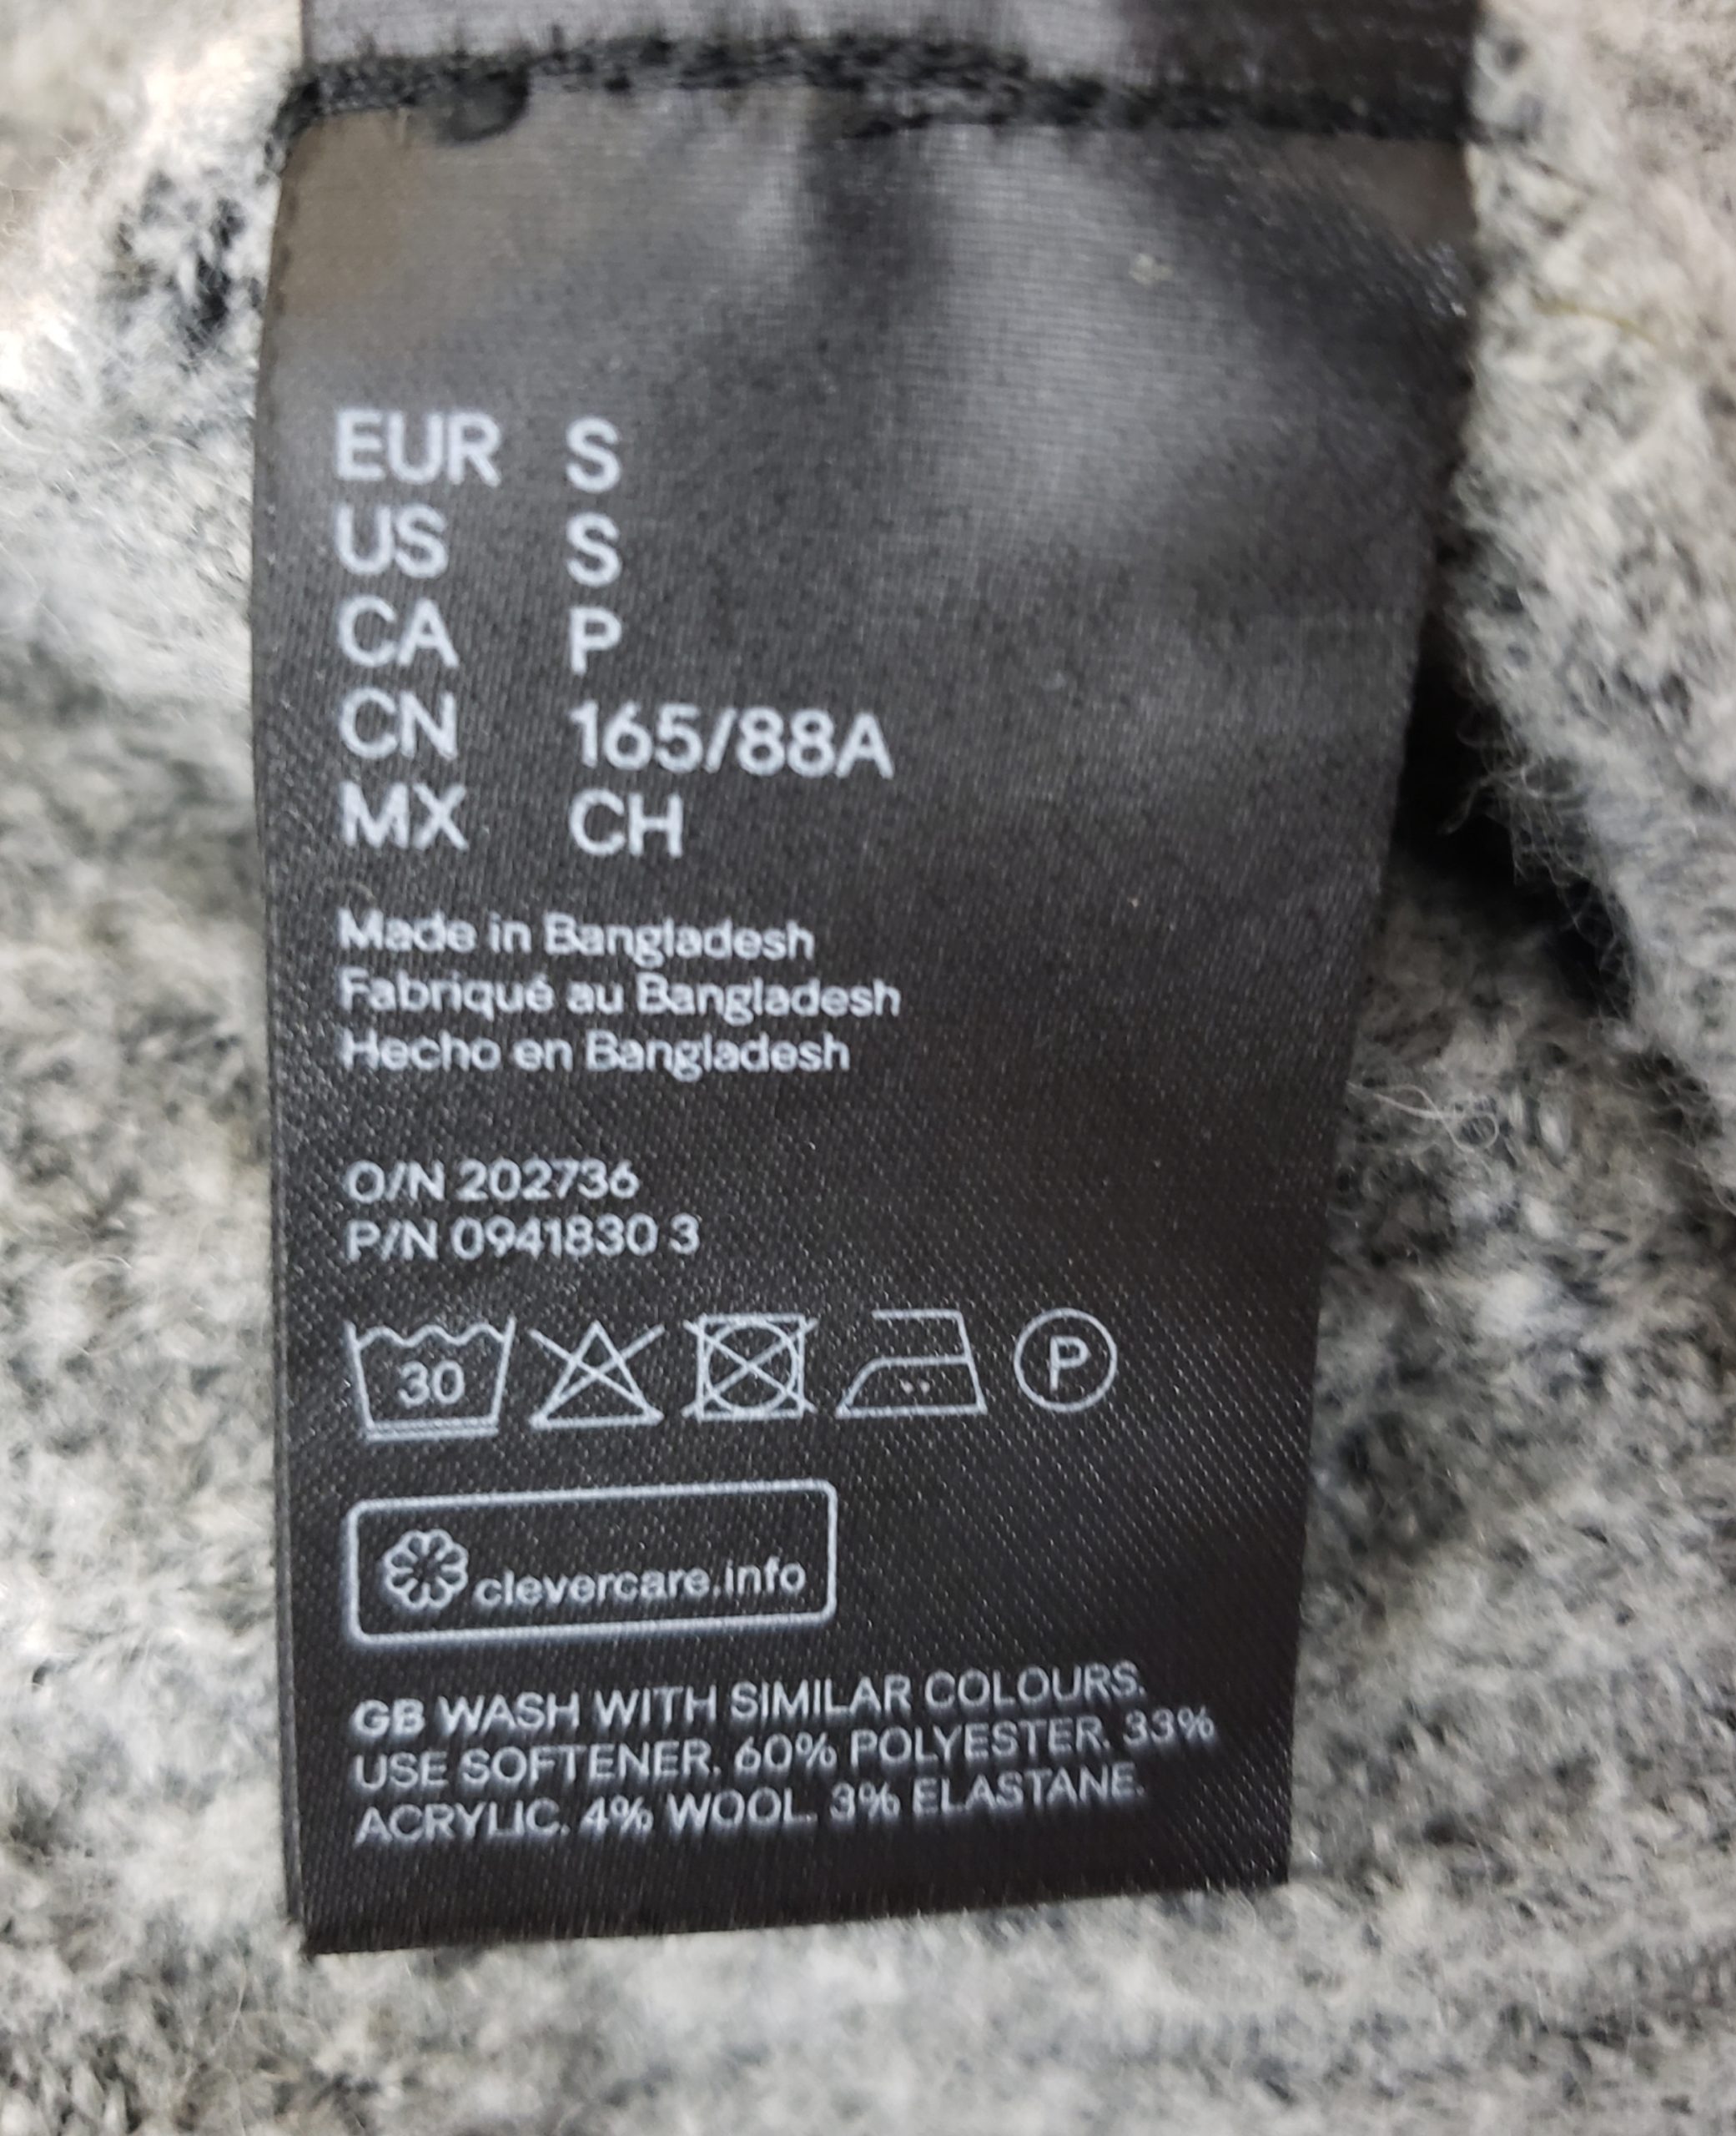 EUR S
US S
CA P
CN 165/88A
MX CH
Made in Bangladesh
Fabriqué au Bangladesh
Hecho en Bangladesh
O/N 202736
P/N 0941830 3
30 P
clevercare.info
GB WASH WITH SIMILAR COLOURS.
USE SOFTENER. 60% POLYESTER. 33%
ACRYLIC. 4% WOOL. 3% ELASTANE.